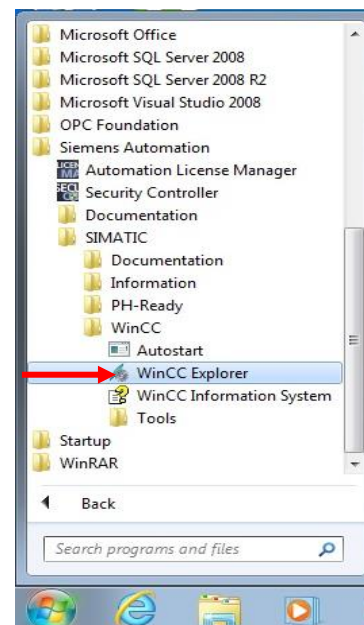 Microsoft Office
Microsoft SQL Server 2008
Microsoft SQL Server 2008 R2
Microsoft Visual Studio 2008
OPC Foundation
Siemens Automation
Automation License Manager
Security Controller
Documentation
SIMATIC
Documentation
Information
PH-Ready
WinCC
Autostart
WinCC Explorer
WinCC Information System
Tools
Startup
WinRAR
Back
Search programs and files